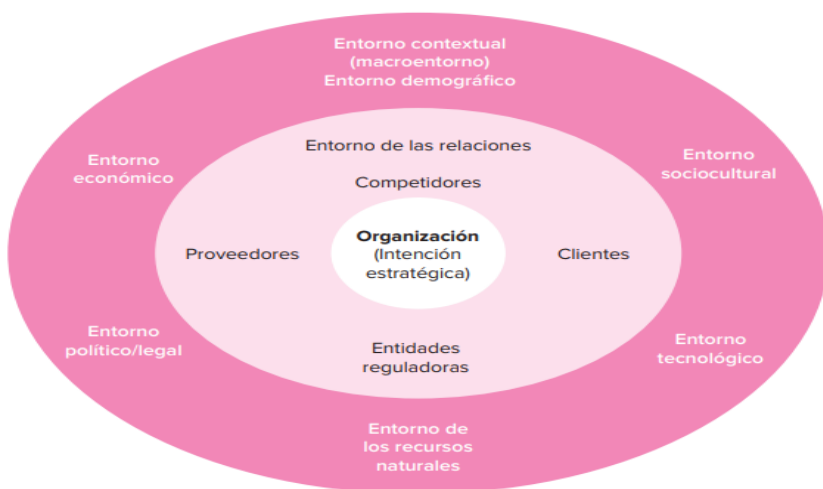 Entorno contextual
(macroentorno)
Entorno demográfico
Entorno
económico
Entorno
sociocultural
Entorno de las relaciones
Competidores
Proveedores
Organización
(Intención
estratégica)
Clientes
Entorno
político/legal
Entidades
reguladoras
Entorno
tecnológico
Entorno de
los recursos
naturales